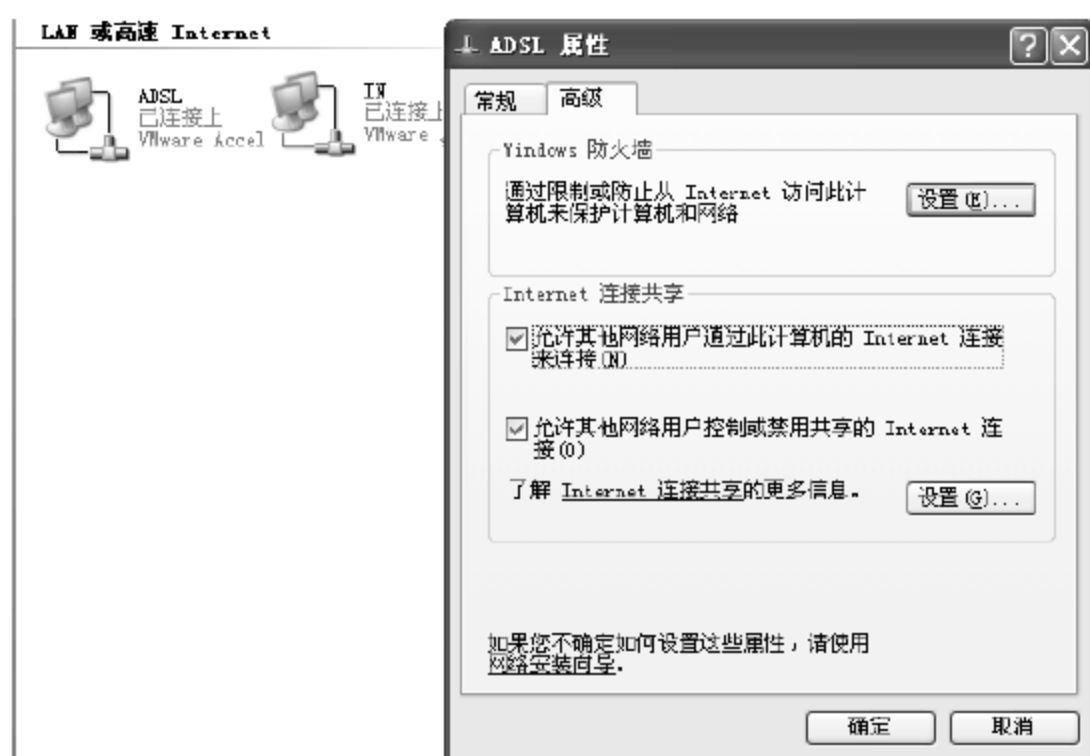 LAN 或高速 Internet
ADSL
已连接上
VMware Accel
IN
已连接上
VMware
ADSL 属性
常规
高级
Windows 防火墙
通过限制或防止从 Internet 访问此计
算机来保护计算机和网络
设置(E)...
Internet 连接共享
允许其他网络用户通过此计算机的 Internet 连接
来连接(N)
允许其他网络用户控制或禁用共享的 Internet 连
接(O)
了解 Internet 连接共享的更多信息。
设置(G)...
如果您不确定如何设置这些属性，请使用
网络安装向导.
确定
取消